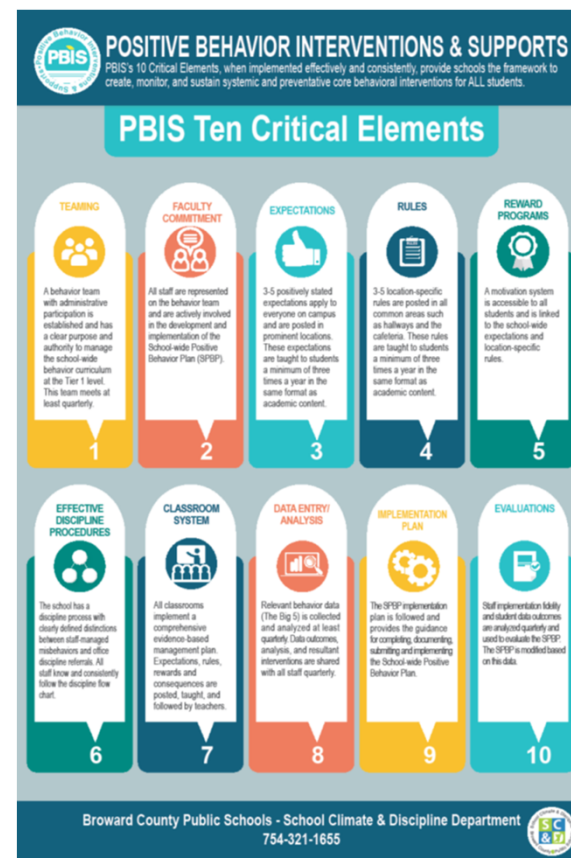 PBIS
POSITIVE BEHAVIOR INTERVENTIONS & SUPPORTS
PBIS's 10 Critical Elements, when implemented effectively and consistently, provide schools the framework to
create, monitor, and sustain systemic and preventative core behavioral interventions for ALL students.
PBIS Ten Critical Elements
TEAMING
A behavior team
with administrative
participation is
established and has
a clear purpose and
authority to manage
the school-wide
behavior curriculum
at the Tier 1 level.
This team meets at
least quarterly.
1
FACULTY
COMMITMENT
All staff are represented
on the behavior team
and are actively involved
in the development and
implementation of the
School-wide Positive
Behavior Plan (SPBP).
2
EXPECTATIONS
3-5 positively stated
expectations apply to
everyone on campus
and are posted in
prominent locations.
These expectations
are taught to students
a minimum of three
times a year in the
same format as
academic content.
3
RULES
3-5 location-specific
rules are posted in all
common areas such
as hallways and the
cafeteria. These rules
are taught to students
a minimum of three
times a year in the
same format as
academic content.
4
REWARD
PROGRAMS
A motivation system
is accessible to all
students and is linked
to the school-wide
expectations and
location-specific
rules.
5
EFFECTIVE
DISCIPLINE
PROCEDURES
The school has a
discipline process with
clearly defined distinctions
between staff-managed
misbehaviors and office
discipline referrals. All
staff know and consistently
follow the discipline flow
chart.
6
CLASSROOM
SYSTEM
All classrooms
implement a
comprehensive
evidence-based
management plan.
Expectations, rules,
rewards and
consequences are
posted, taught, and
followed by teachers.
7
DATA ENTRY/
ANALYSIS
Relevant behavior data
(The Big 5) is collected
and analyzed at least
quarterly. Data outcomes,
analysis, and resultant
interventions are shared
with all staff quarterly.
8
IMPLEMENTATION
PLAN
The SPBP implementation
plan is followed and
provides the guidance
for completing, documenting,
submitting and implementing
the School-wide Positive
Behavior Plan.
9
EVALUATIONS
Staff implementation fidelity
and student data outcomes
are analyzed quarterly and
used to evaluate the SPBP.
The SPBP is modified based
on this data.
10
Broward County Public Schools - School Climate & Discipline Department
754-321-1655